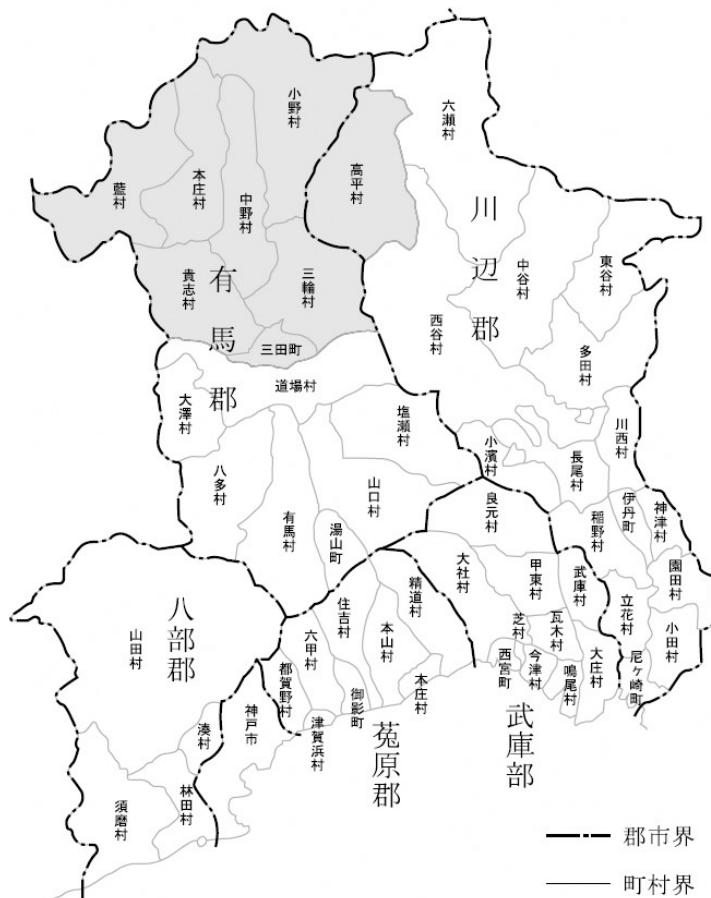 小野村
六瀬村
高平村
本庄村
藍村
中野村
川辺郡
中谷村
東谷村
三輪村
貴志村
有馬郡
西谷村
三田町
多田村
道場村
大澤村
塩瀬村
川西村
小濱村
長尾村
八多村
山口村
良元村
伊丹町
神津村
稲野村
有馬村
湯山町
大社村
甲東村
武庫村
園田村
精道村
立花村
八部郡
住吉村
山田村
六甲村
本山村
芝村
瓦木村
小田村
西宮町
今津村
大庄村
尼ヶ崎町
都賀野村
鳴尾村
本庄村
御影町
神戸市
津賀浜村
湊村
菟原郡
武庫部
林田村
須磨村
郡市界
町村界